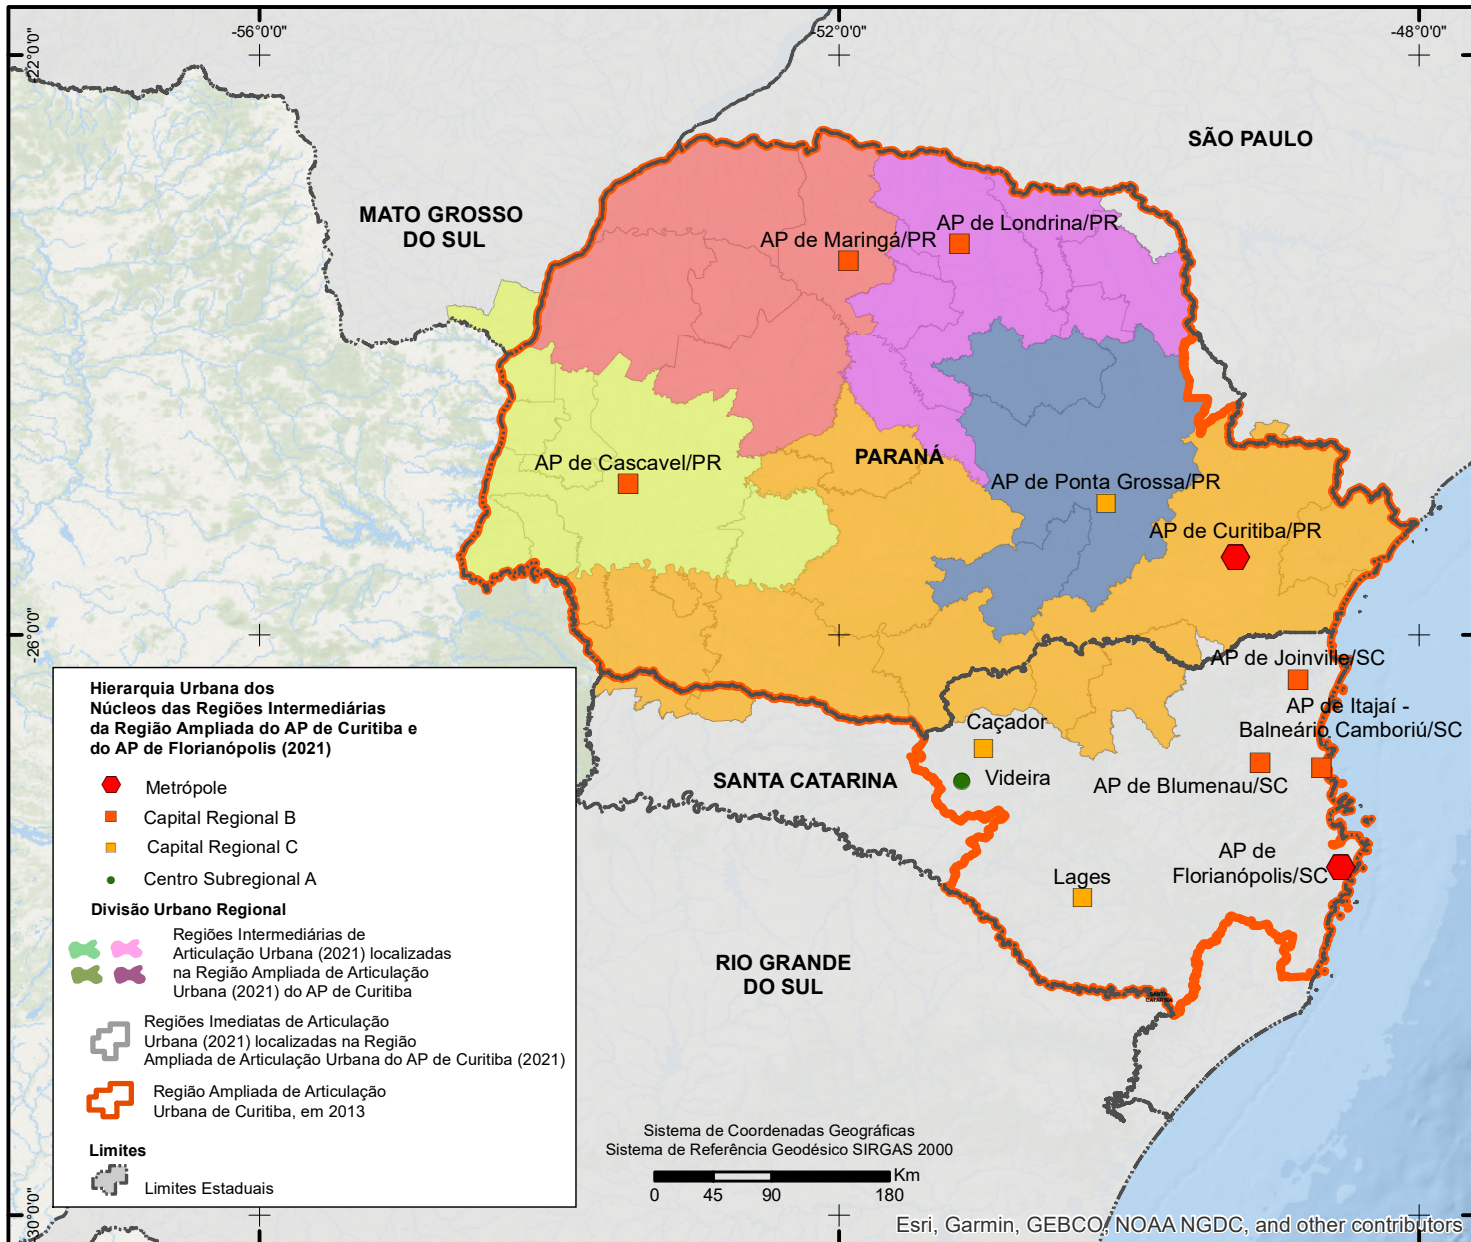 -56°0'0"
-52°0'0"
-48°0'0"
-22°0'0"
SÃO PAULO
MATO GROSSO
DO SUL
AP de Londrina/PR
AP de Maringá/PR
PARANÁ
AP de Cascavel/PR
AP de Ponta Grossa/PR
AP de Curitiba/PR
-26°0'0"
AP de Joinville/SC
AP de Itajaí -
Balneário Camboriú/SC
Caçador
Videira
SANTA CATARINA
AP de Blumenau/SC
AP de
Florianópolis/SC
Lages
RIO GRANDE
DO SUL
SANTA
CATARINA
Hierarquia Urbana dos
Núcleos das Regiões Intermediárias
da Região Ampliada do AP de Curitiba e
do AP de Florianópolis (2021)
Metrópole
Capital Regional B
Capital Regional C
Centro Subregional A
Divisão Urbano Regional
Regiões Intermediárias de
Articulação Urbana (2021) localizadas
na Região Ampliada de Articulação
Urbana (2021) do AP de Curitiba
Regiões Imediatas de Articulação
Urbana (2021) localizadas na Região
Ampliada de Articulação Urbana do AP de Curitiba (2021)
Região Ampliada de Articulação
Urbana de Curitiba, em 2013
Limites
Limites Estaduais
Sistema de Coordenadas Geográficas
Sistema de Referência Geodésico SIRGAS 2000
Km
0 45 90 180
-30°0'0"
Esri, Garmin, GEBCO, NOAA NGDC, and other contributors